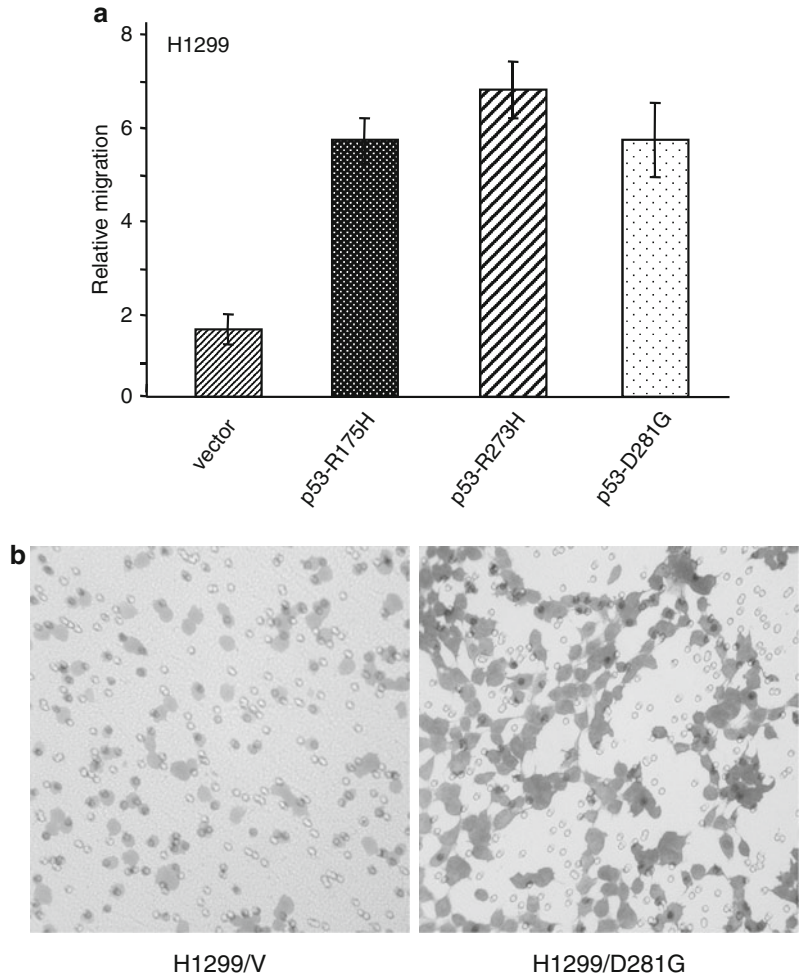 a
8
H1299
6
4
2
0
Relative migration
vector
p53-R175H
p53-R273H
p53-D281G
b
H1299/V
H1299/D281G